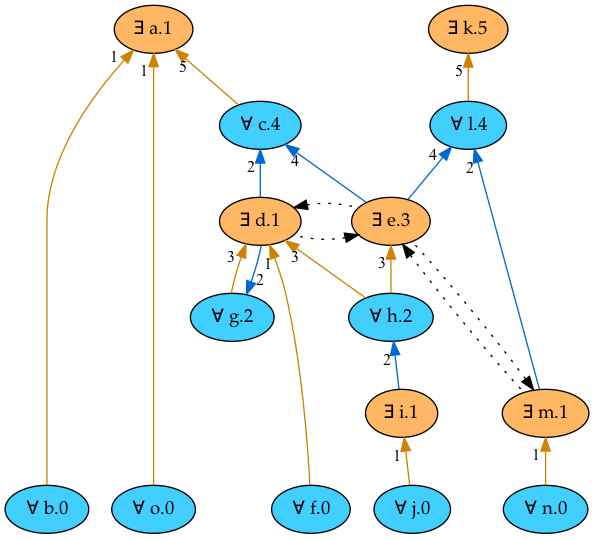 ∃ a.1 ∃ k.5
1 1 5 5
∀ c.4 ∀ l.4
2 4 4 2
∃ d.1 ∃ e.3
3 2 1 3 3
∀ g.2 ∀ h.2
2
∃ i.1 ∃ m.1
1 1
∀ b.0 ∀ o.0 ∀ f.0 ∀ j.0 ∀ n.0